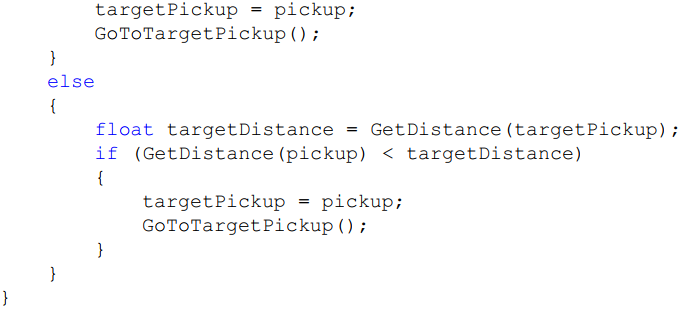 targetPickup = pickup;
GoToTargetPickup();
}
else
{
float targetDistance = GetDistance(targetPickup);
if (GetDistance(pickup) < targetDistance)
{
targetPickup = pickup;
GoToTargetPickup();
}
}
}